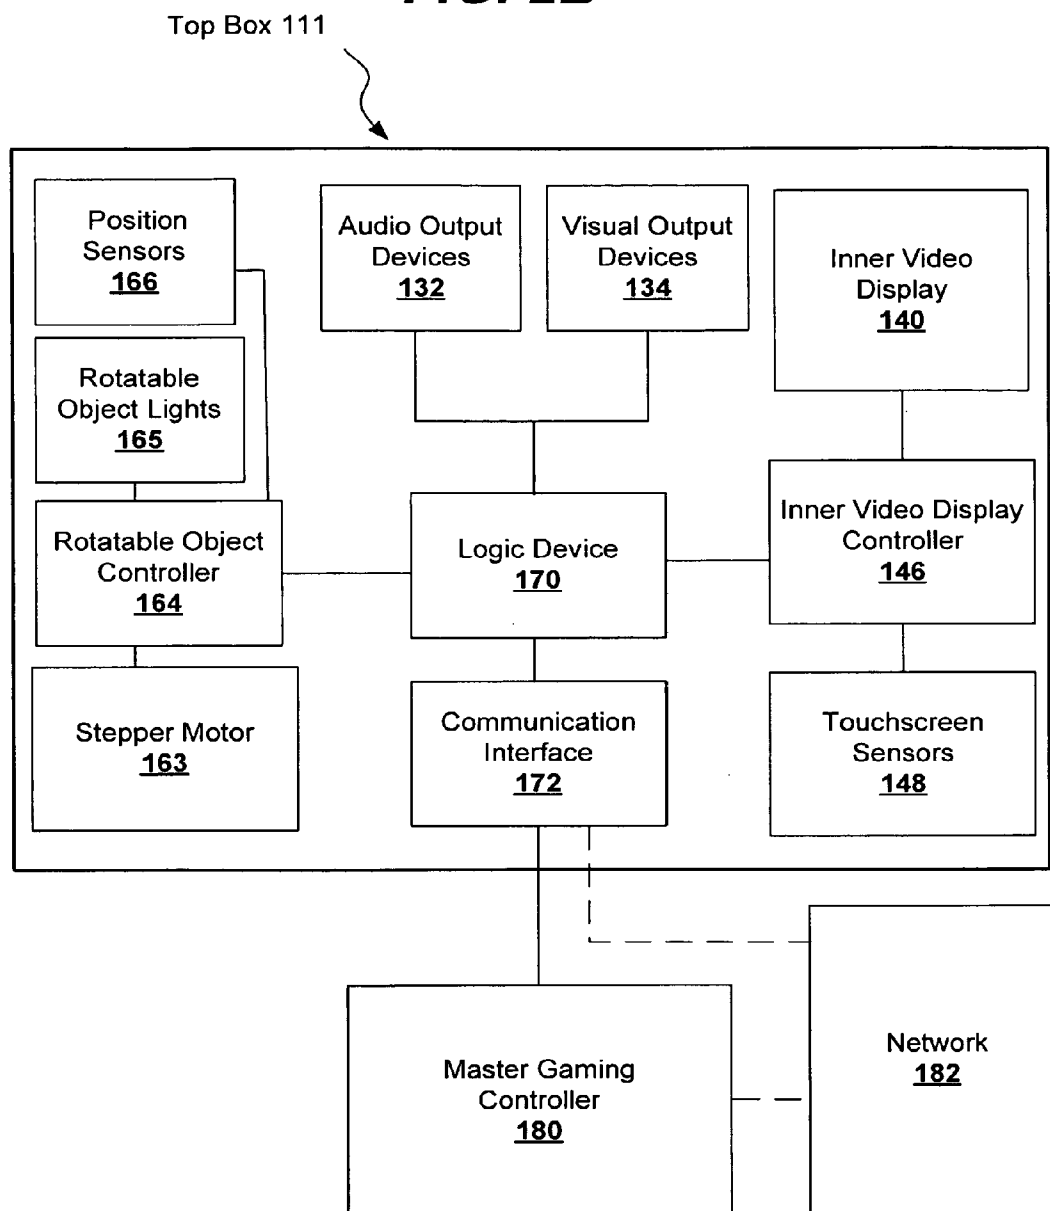 Top Box 111
Position
Sensors
166
Audio Output
Devices
132
Visual Output
Devices
134
Inner Video
Display
140
Rotatable
Object Lights
165
Rotatable Object
Controller
164
Logic Device
170
Inner Video Display
Controller
146
Stepper Motor
163
Communication
Interface
172
Touchscreen
Sensors
148
Master Gaming
Controller
180
Network
182